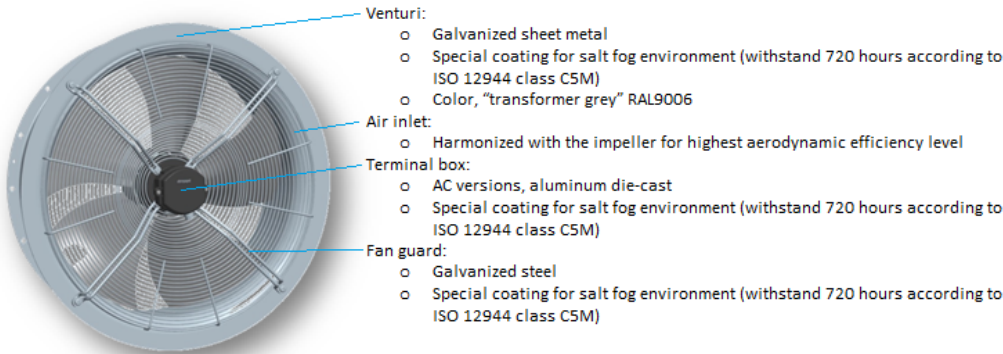 Venturi:
o Galvanized sheet metal
o Special coating for salt fog environment (withstand 720 hours according to
ISO 12944 class C5M)
o Color, “transformer grey” RAL9006
Air inlet:
o Harmonized with the impeller for highest aerodynamic efficiency level
Terminal box:
o AC versions, aluminum die-cast
o Special coating for salt fog environment (withstand 720 hours according to
ISO 12944 class C5M)
Fan guard:
o Galvanized steel
o Special coating for salt fog environment (withstand 720 hours according to
ISO 12944 class C5M)